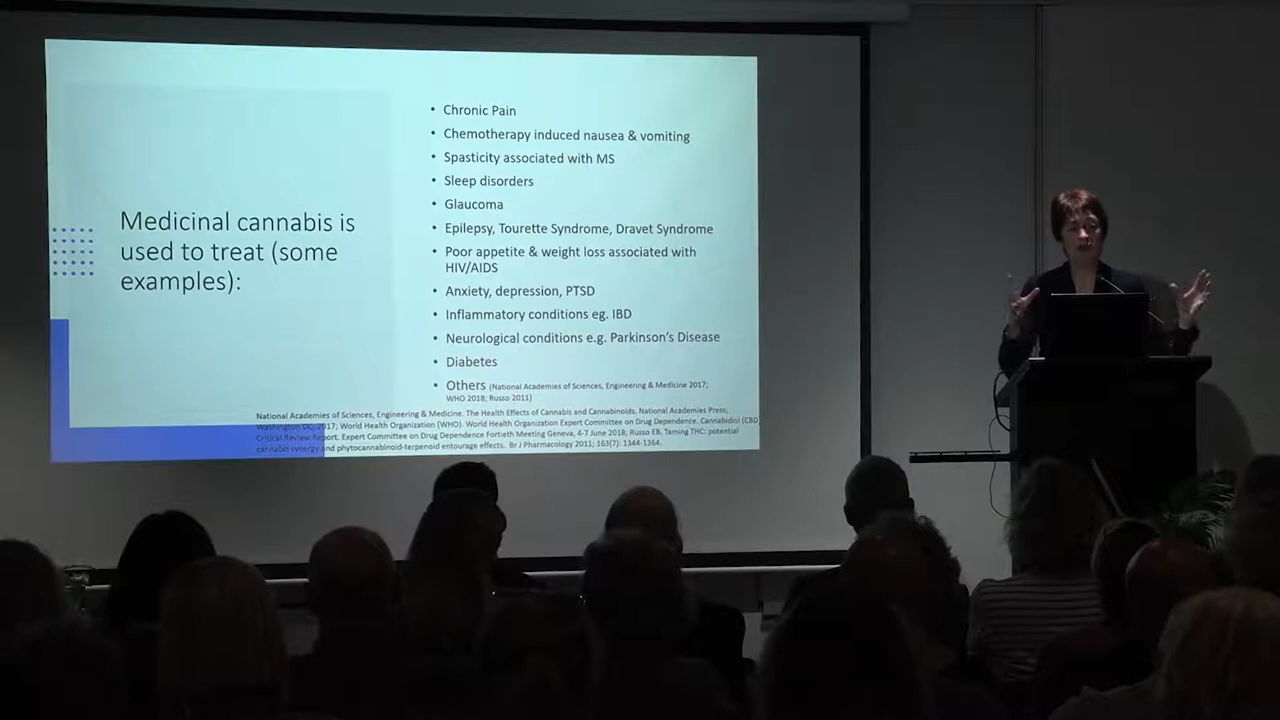 Medicinal cannabis is
used to treat (some
examples):
• Chronic Pain
• Chemotherapy induced nausea & vomiting
• Spasticity associated with MS
• Sleep disorders
• Glaucoma
• Epilepsy, Tourette Syndrome, Dravet Syndrome
• Poor appetite & weight loss associated with
HIV/AIDS
• Anxiety, depression, PTSD
• Inflammatory conditions eg. IBD
• Neurological conditions e.g. Parkinson's Disease
• Diabetes
• Others (National Academies of Sciences, Engineering & Medicine 2017;
WHO 2018; Russo 2011)
National Academies of Sciences, Engineering & Medicine. The Health Effects of Cannabis and Cannabinoids. National Academies Press,
Washington DC, 2017; World Health Organization (WHO). World Health Organization Expert Committee on Drug Dependence. Cannabidiol (CBD)
Critical Review Report. Expert Committee on Drug Dependence Fortieth Meeting Geneva, 4-7 June 2018; Russo EB. Taming THC: potential
cannabis synergy and phytocannabinoid-terpenoid entourage effects. Br J Pharmacology 2011; 163(7): 1344-1364.